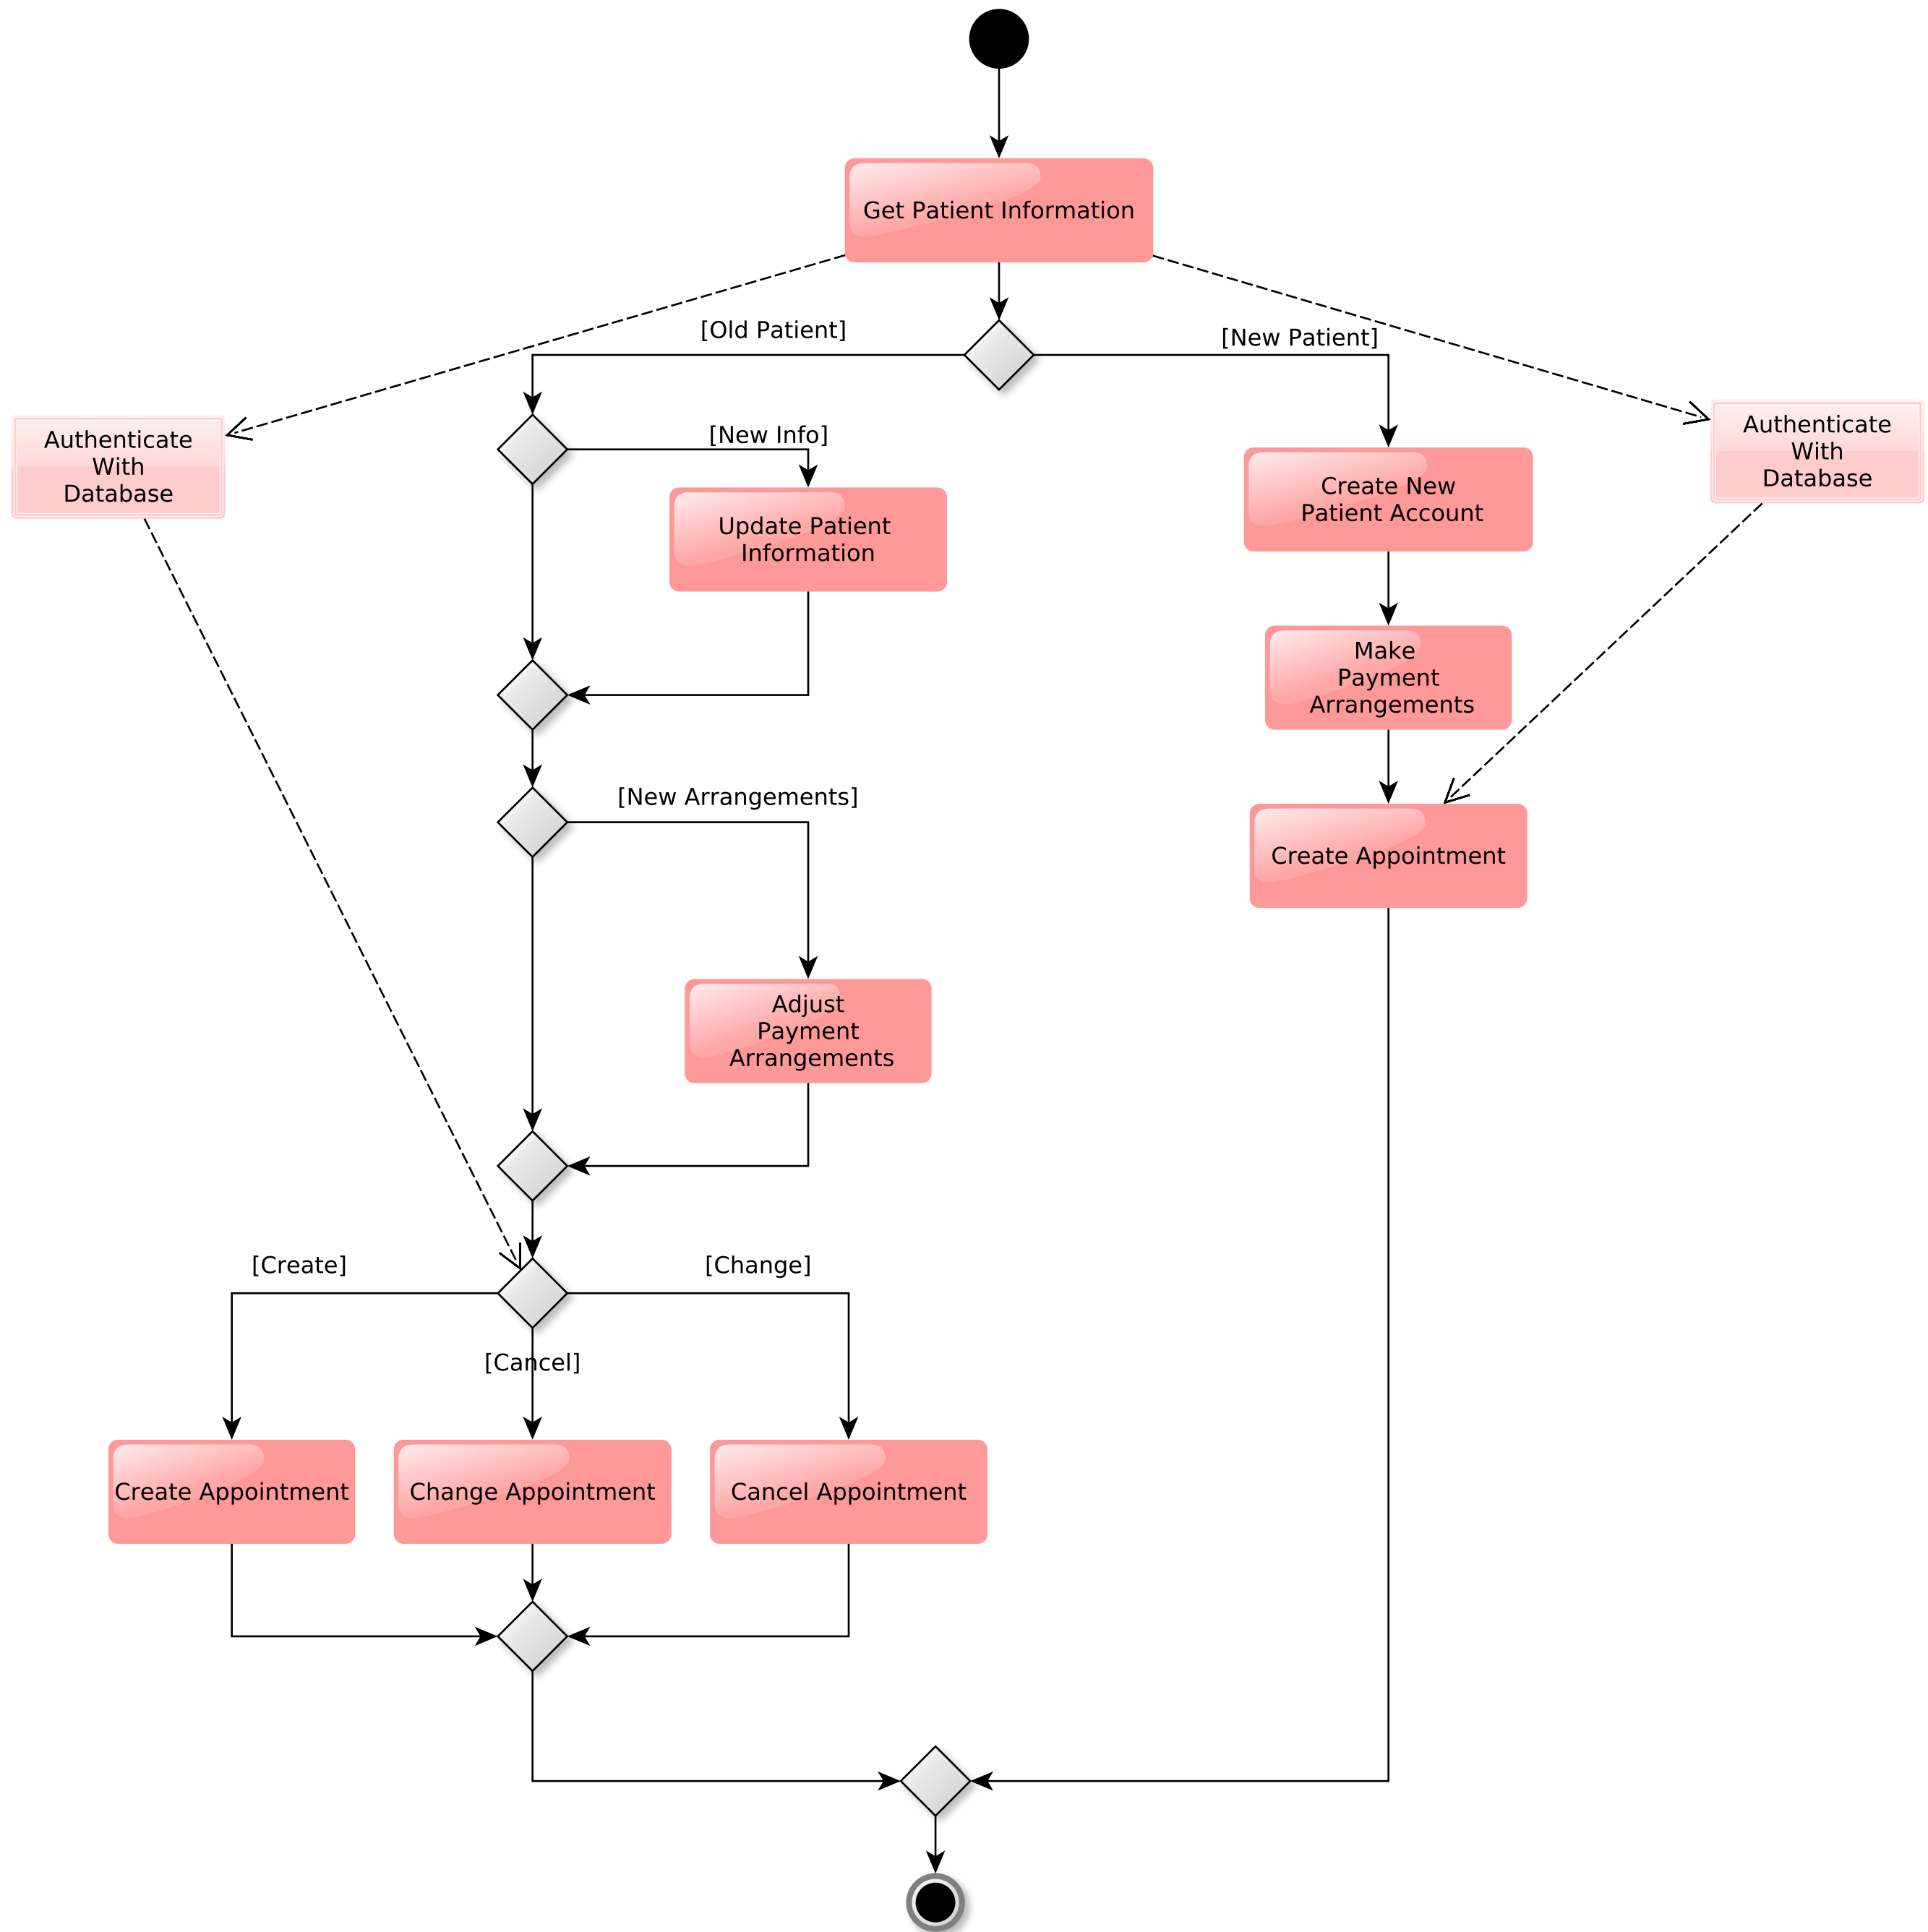 Get Patient Information
[Old Patient]
[New Patient]
Authenticate
With
Database
[New Info]
Authenticate
With
Database
Update Patient
Information
Create New
Patient Account
Make
Payment
Arrangements
[New Arrangements]
Create Appointment
Adjust
Payment
Arrangements
[Create]
[Change]
[Cancel]
Create Appointment
Change Appointment
Cancel Appointment